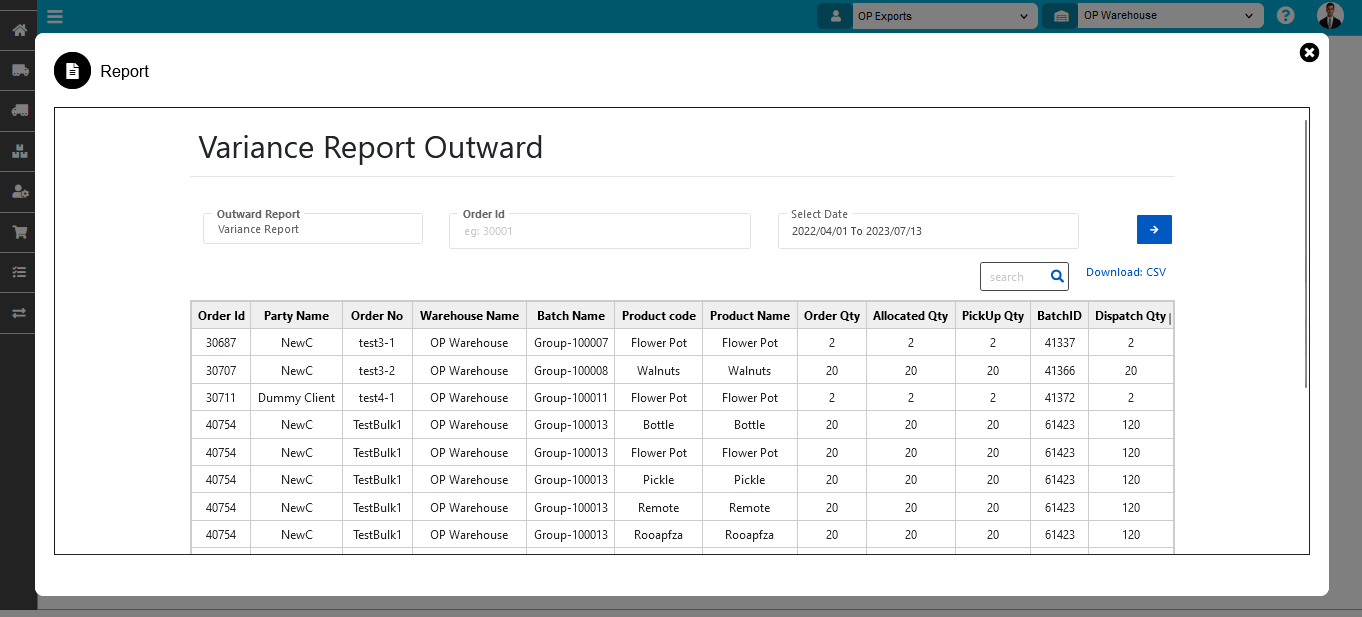 OP Exports OP Warehouse ?
Report
Variance Report Outward
Outward Report Order Id Select Date
Variance Report eg: 30001 2022/04/01 To 2023/07/13
search Download: CSV
Order Id Party Name Order No Warehouse Name Batch Name Product code Product Name Order Qty Allocated Qty PickUp Qty BatchID Dispatch Qty
30687 NewC test3-1 OP Warehouse Group-100007 Flower Pot Flower Pot 2 2 2 41337 2
30707 NewC test3-2 OP Warehouse Group-100008 Walnuts Walnuts 20 20 20 41366 20
30711 Dummy Client test4-1 OP Warehouse Group-100011 Flower Pot Flower Pot 2 2 2 41372 2
40754 NewC TestBulk1 OP Warehouse Group-100013 Bottle Bottle 20 20 20 61423 120
40754 NewC TestBulk1 OP Warehouse Group-100013 Flower Pot Flower Pot 20 20 20 61423 120
40754 NewC TestBulk1 OP Warehouse Group-100013 Pickle Pickle 20 20 20 61423 120
40754 NewC TestBulk1 OP Warehouse Group-100013 Remote Remote 20 20 20 61423 120
40754 NewC TestBulk1 OP Warehouse Group-100013 Rooapfza Rooapfza 20 20 20 61423 120